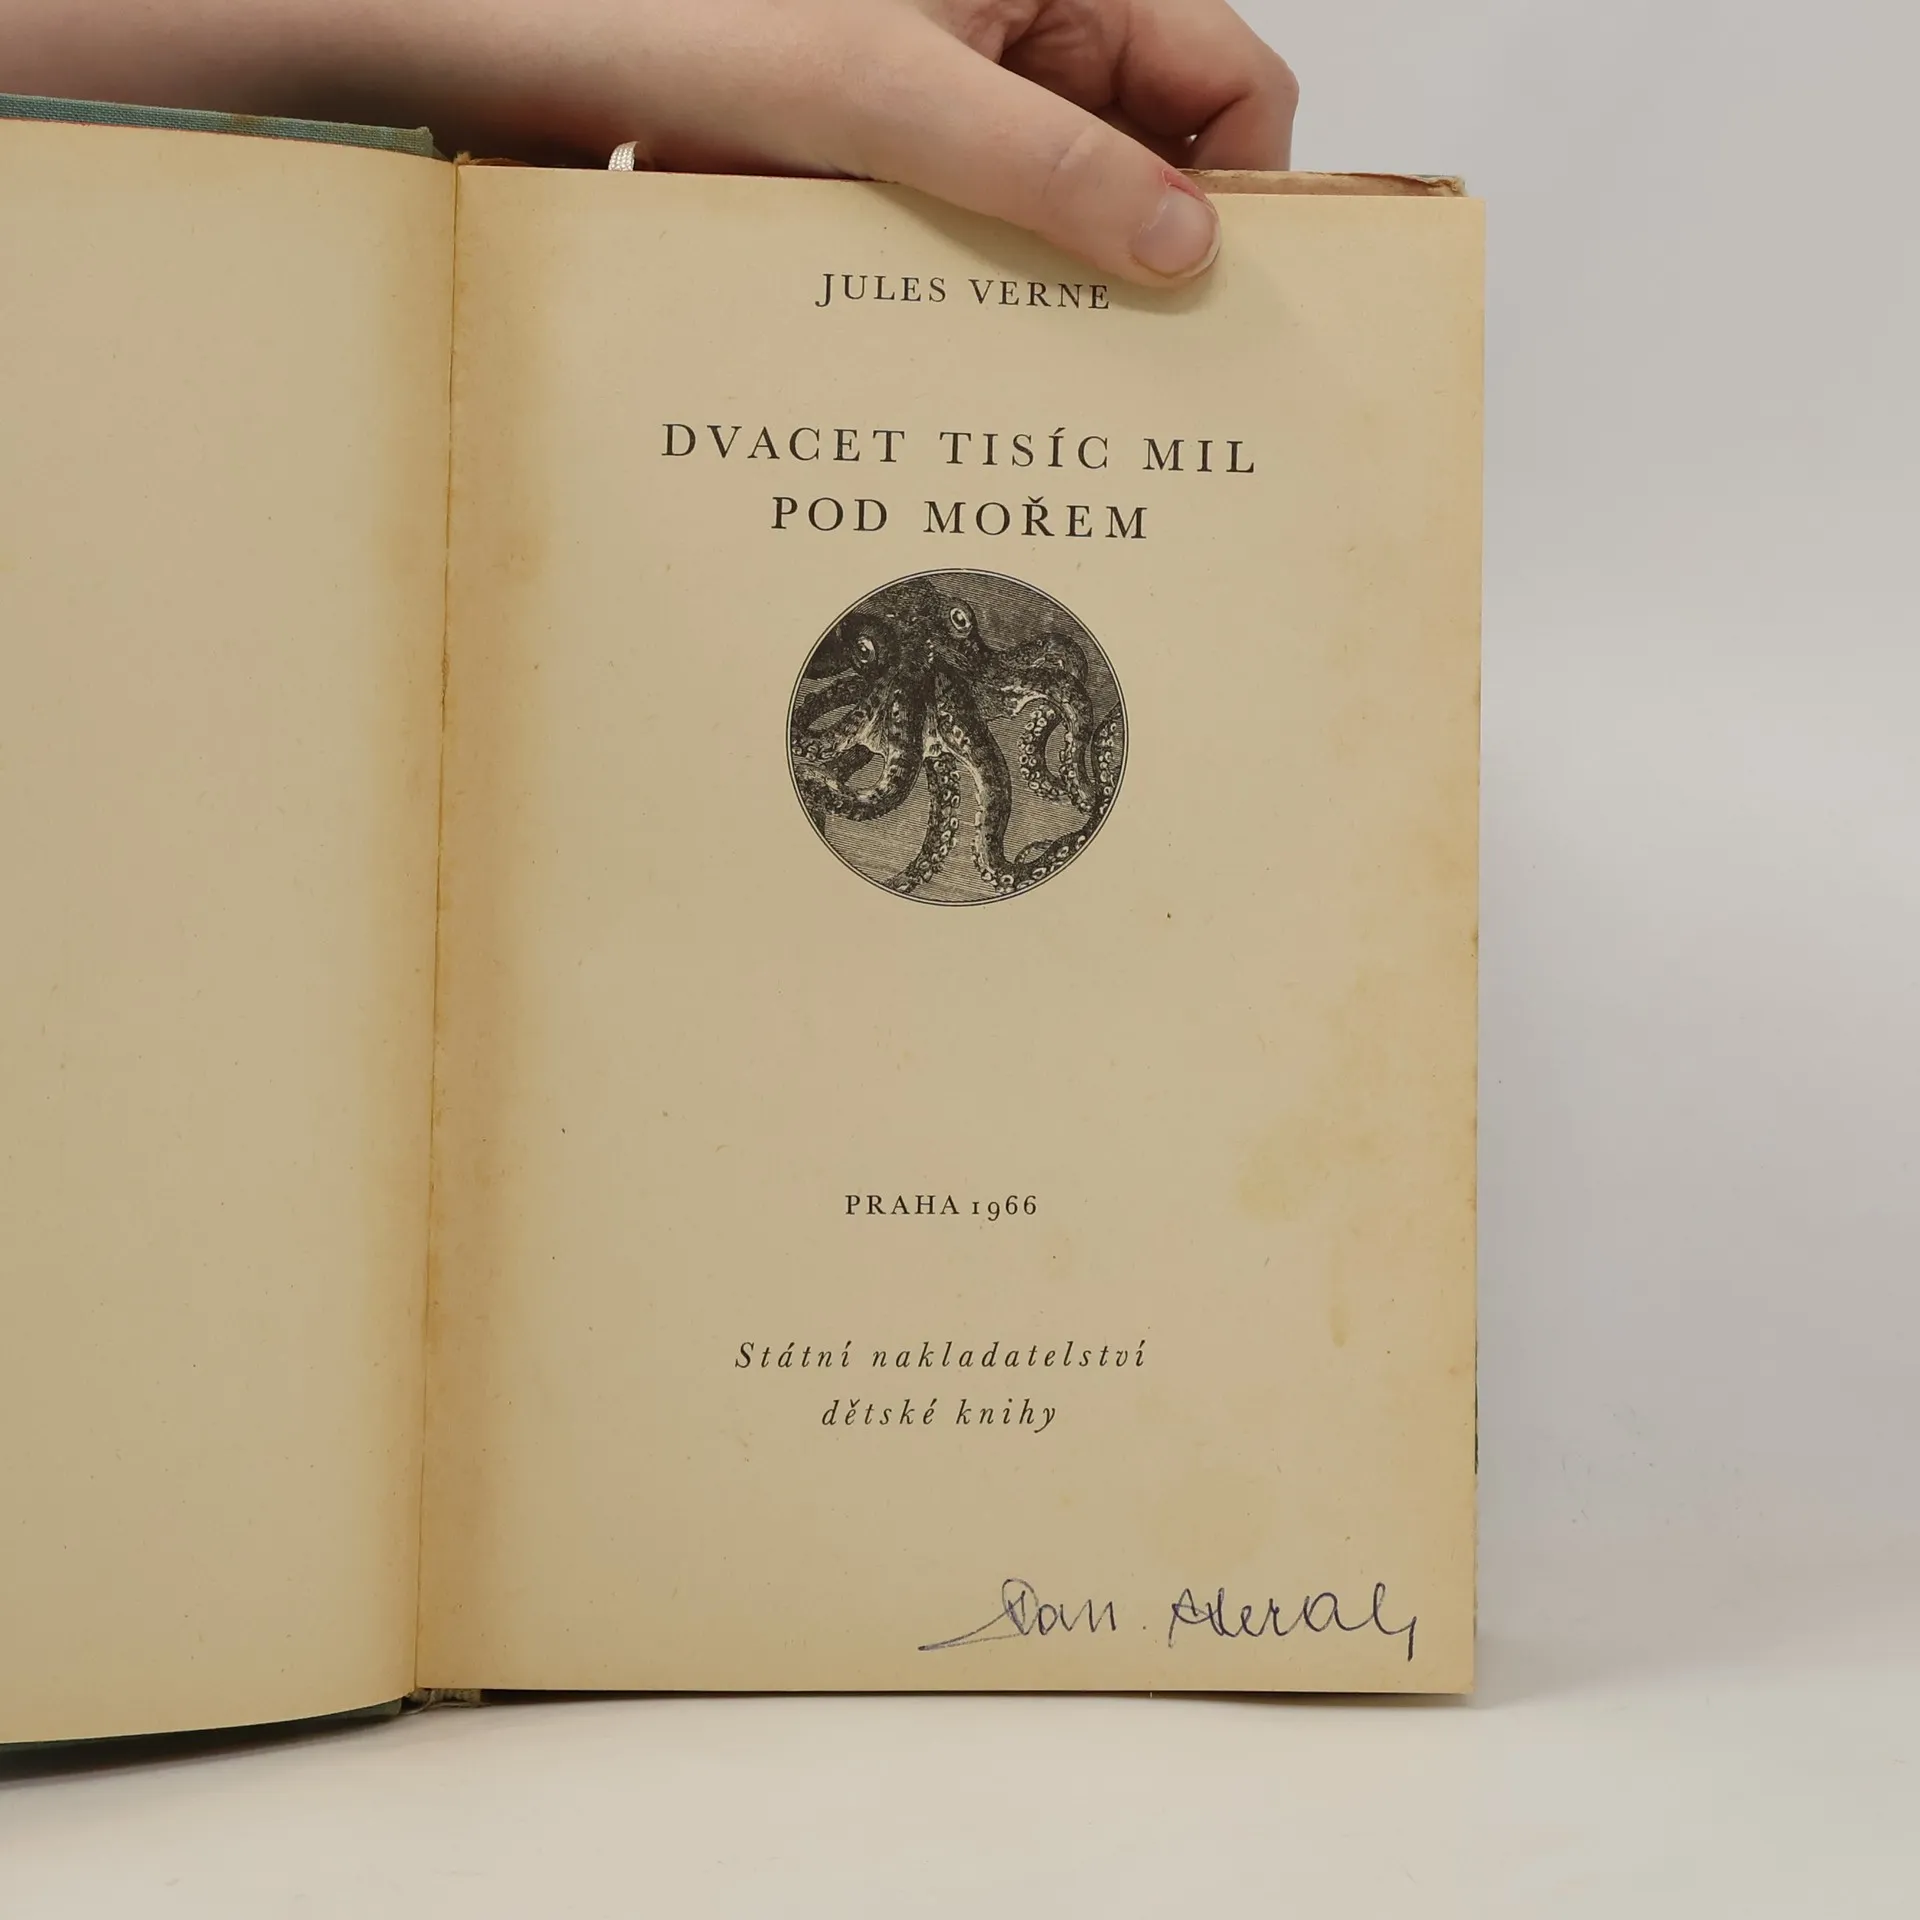 JULES VERNE
DVACET TISÍC MIL
POD MOŘEM
PRAHA 1966
Státní nakladatelství
dětské knihy